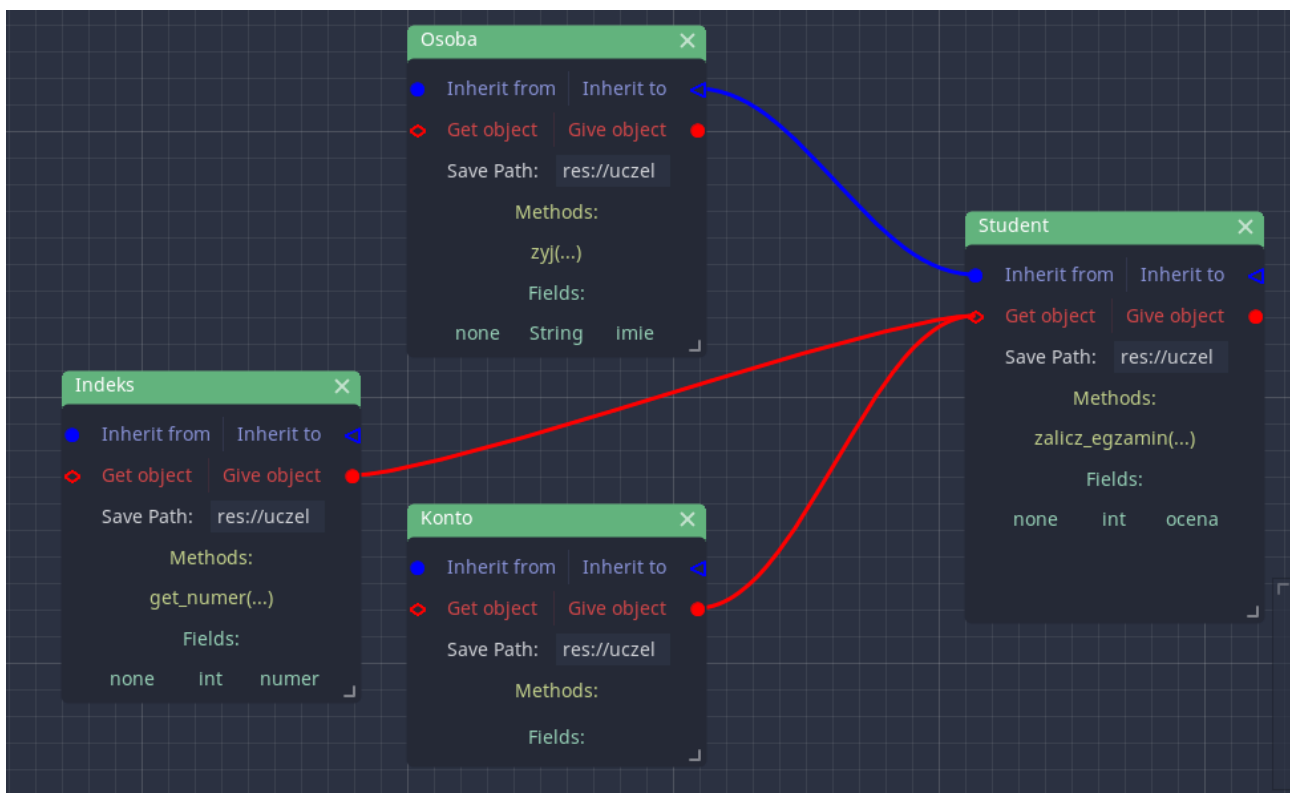 Osoba
Inherit from Inherit to
Get object Give object
Save Path: res://uczel
Methods:
zyj(...)
Fields:
none String imie
Student
Inherit from Inherit to
Get object Give object
Save Path: res://uczel
Methods:
zalicz_egzamin(...)
Fields:
none int ocena
Indeks
Inherit from Inherit to
Get object Give object
Save Path: res://uczel
Methods:
get_numer(...)
Fields:
none int numer
Konto
Inherit from Inherit to
Get object Give object
Save Path: res://uczel
Methods:
Fields: